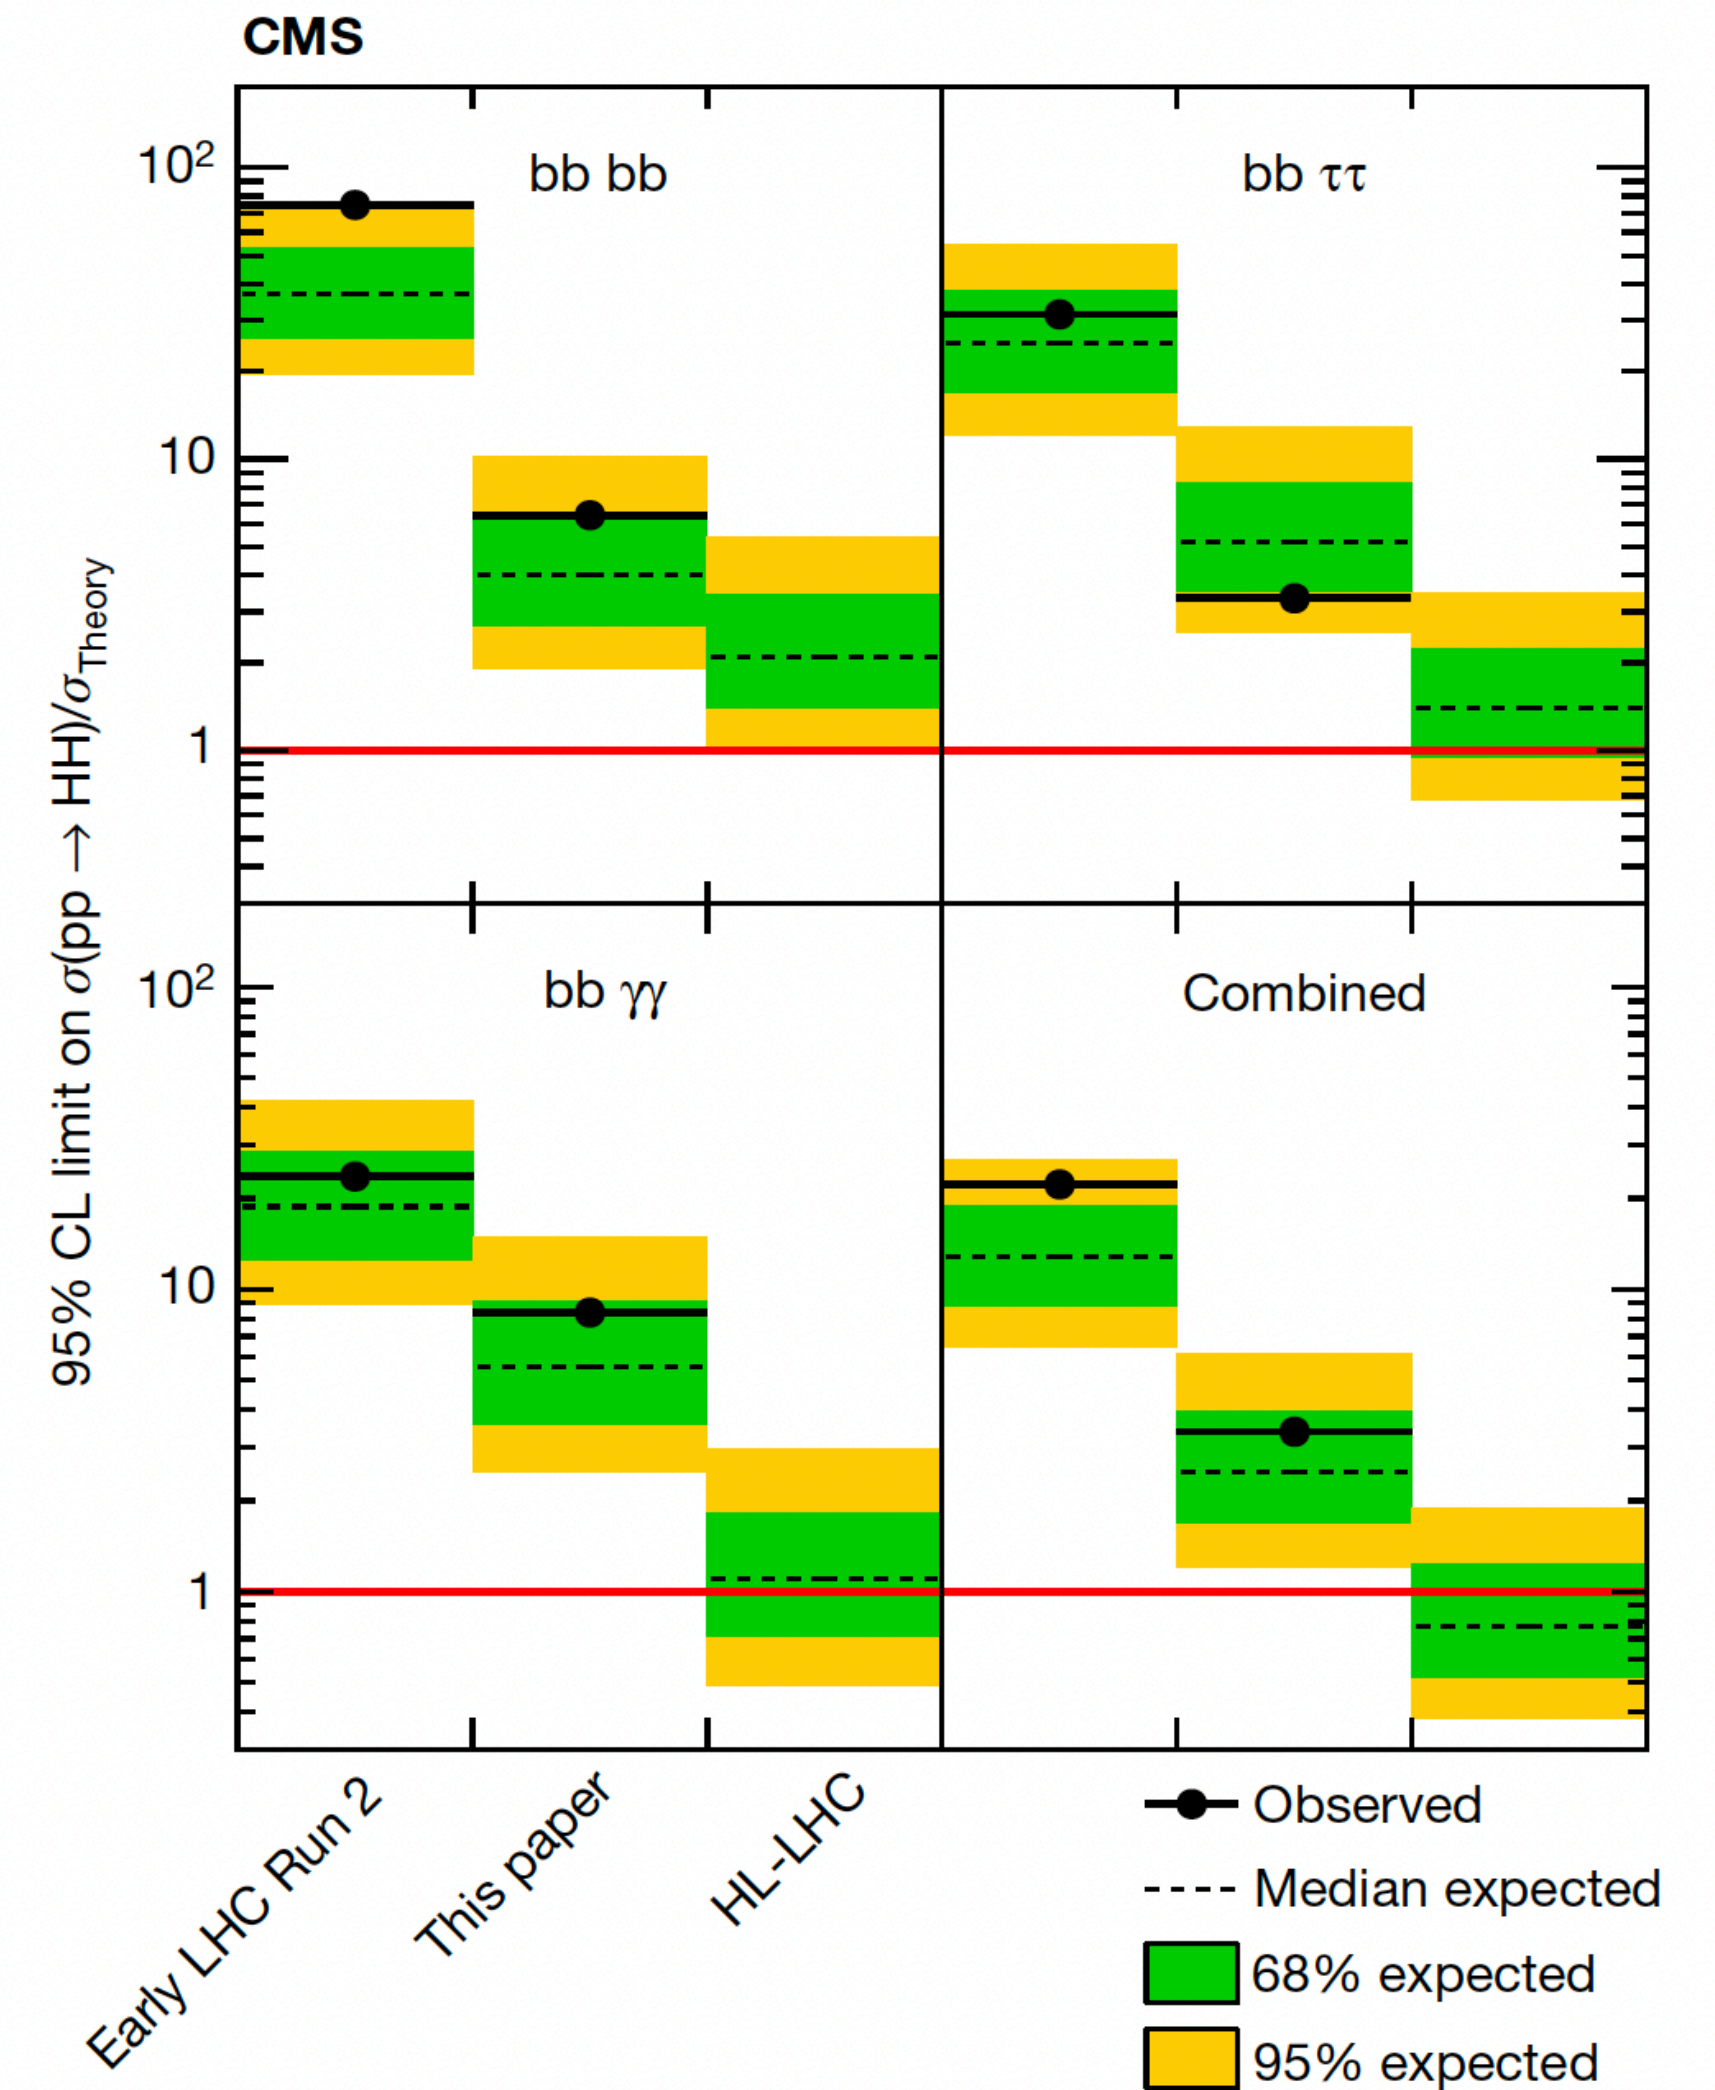 CMS
95% CL limit on σ(pp → HH)/σTheory
10²
10
1
bb bb
bb ττ
10²
10
1
bb γγ
Combined
Early LHC Run 2
This paper
HL-LHC
Observed
Median expected
68% expected
95% expected